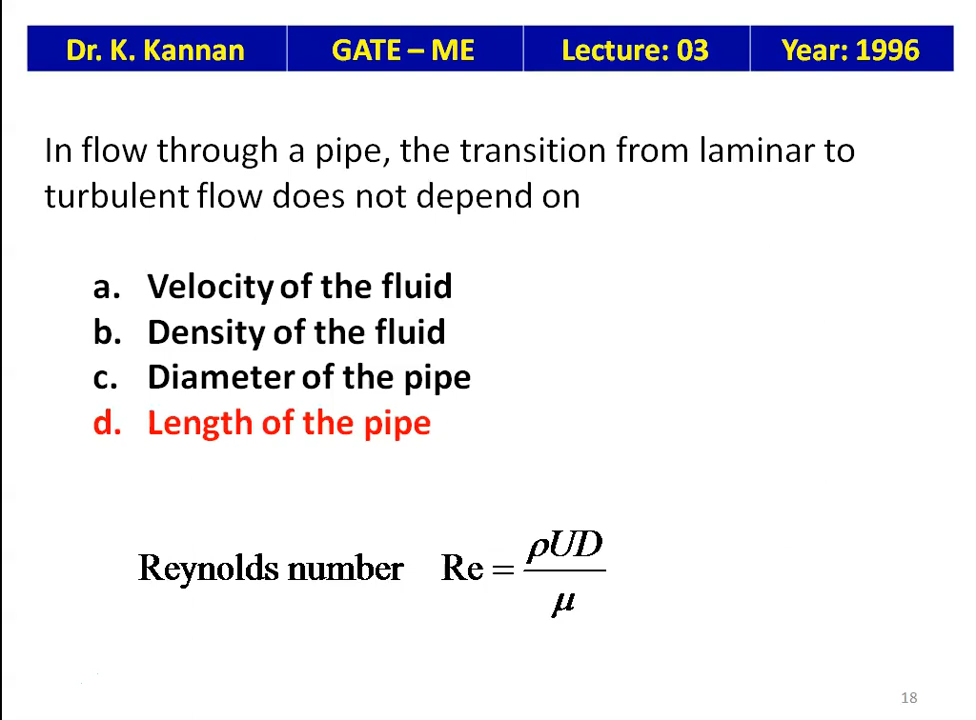 Dr. K. Kannan GATE – ME Lecture: 03 Year: 1996
In flow through a pipe, the transition from laminar to
turbulent flow does not depend on
a. Velocity of the fluid
b. Density of the fluid
c. Diameter of the pipe
d. Length of the pipe
Reynolds number Re = ρUD / μ
18